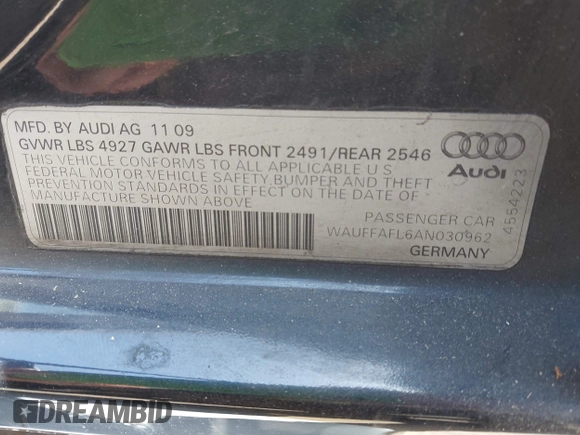 MFD. BY AUDI AG 11 09
GVWR LBS 4927 GAWR LBS FRONT 2491/REAR 2546
THIS VEHICLE CONFORMS TO ALL APPLICABLE U S
FEDERAL MOTOR VEHICLE SAFETY, BUMPER AND THEFT
PREVENTION STANDARDS IN EFFECT ON THE DATE OF
MANUFACTURE SHOWN ABOVE
Audi
4554223
PASSENGER CAR
WAUFFAFL6AN030962
GERMANY
DREAMBID